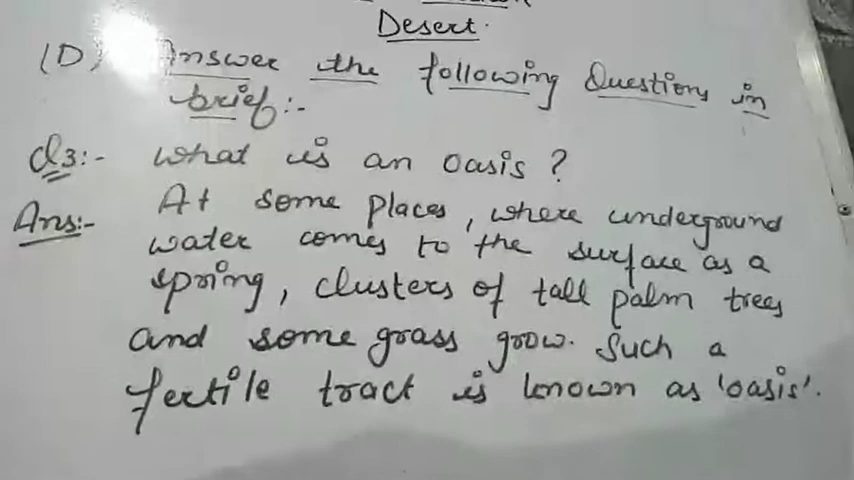 Desert.
(D) Answer the following Questions in
brief:-
Q3:- What is an oasis ?
Ans:- At some places, where underground
water comes to the surface as a
spring, clusters of tall palm trees
and some grass grow. Such a
fertile tract is known as 'oasis'.